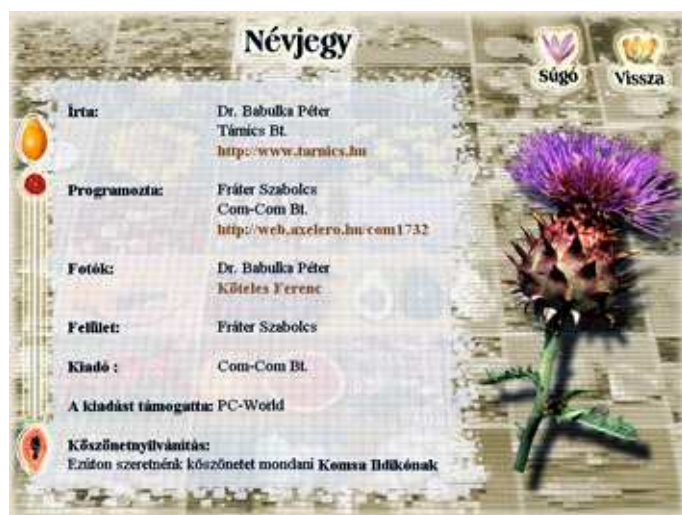 Névjegy
Súgó
Vissza
Írta: Dr. Babulka Péter
Tárnics Bt.
http://www.tarnics.hu
Programozta: Fráter Szabolcs
Com-Com Bt.
http://web.axelero.hu/com1732
Fotók: Dr. Babulka Péter
Köteles Ferenc
Felület: Fráter Szabolcs
Kiadó : Com-Com Bt.
A kiadást támogatta: PC-World
Köszönetnyilvánítás:
Ezúton szeretnénk köszönetet mondani Komsa Ildikónak